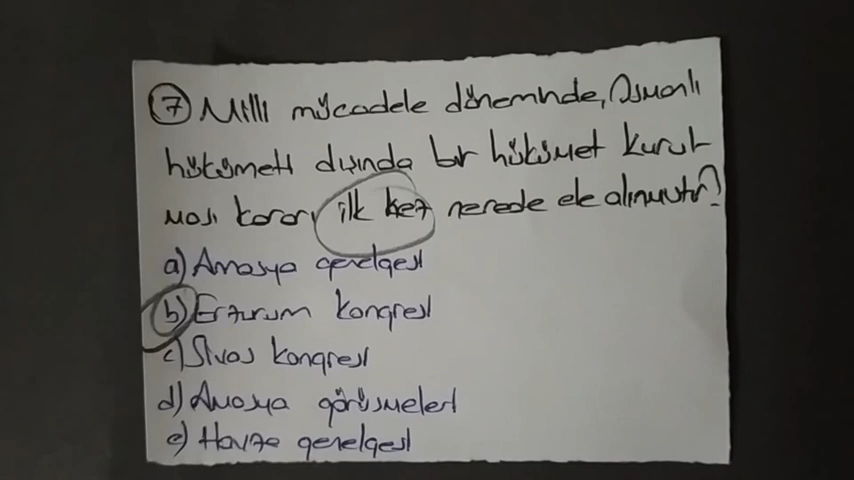 7 Milli mücadele döneminde, Osmanlı
hükümeti dışında bir hükümet kurul
ması kararı ilk kez nerede ele alınmıştır?
a) Amasya genelgesi
b) Erzurum kongresi
c) Sivas kongresi
d) Amasya görüşmeleri
e) Havza genelgesi